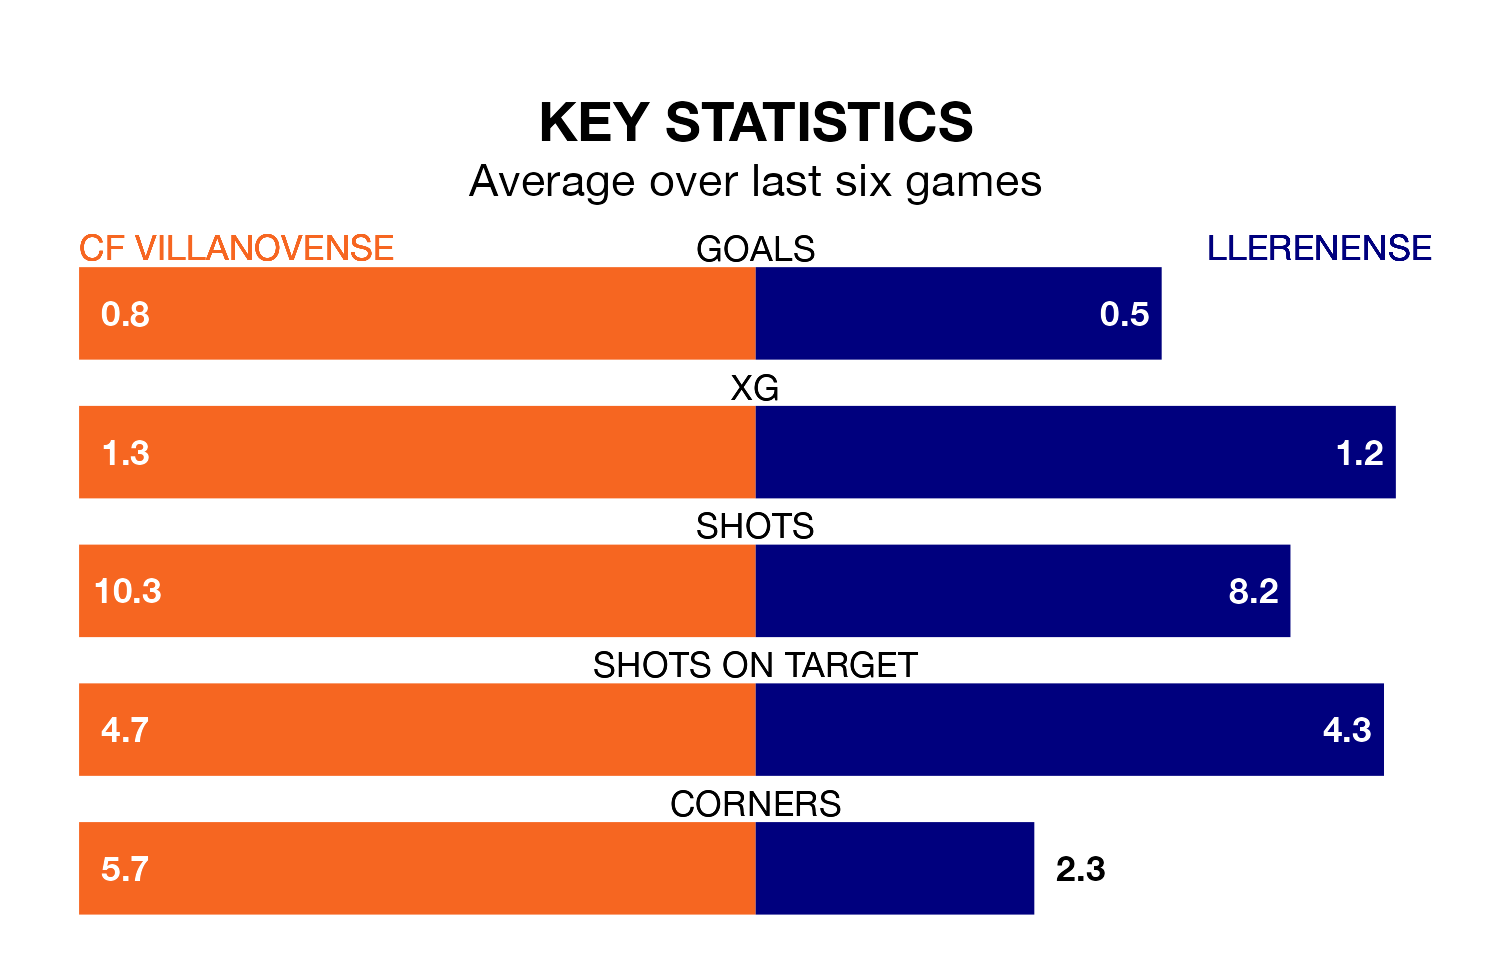 KEY STATISTICS
Average over last six games
CF VILLANOVENSE GOALS LLERENENSE
0.8 0.5
XG
1.3 1.2
SHOTS
10.3 8.2
SHOTS ON TARGET
4.7 4.3
CORNERS
5.7 2.3